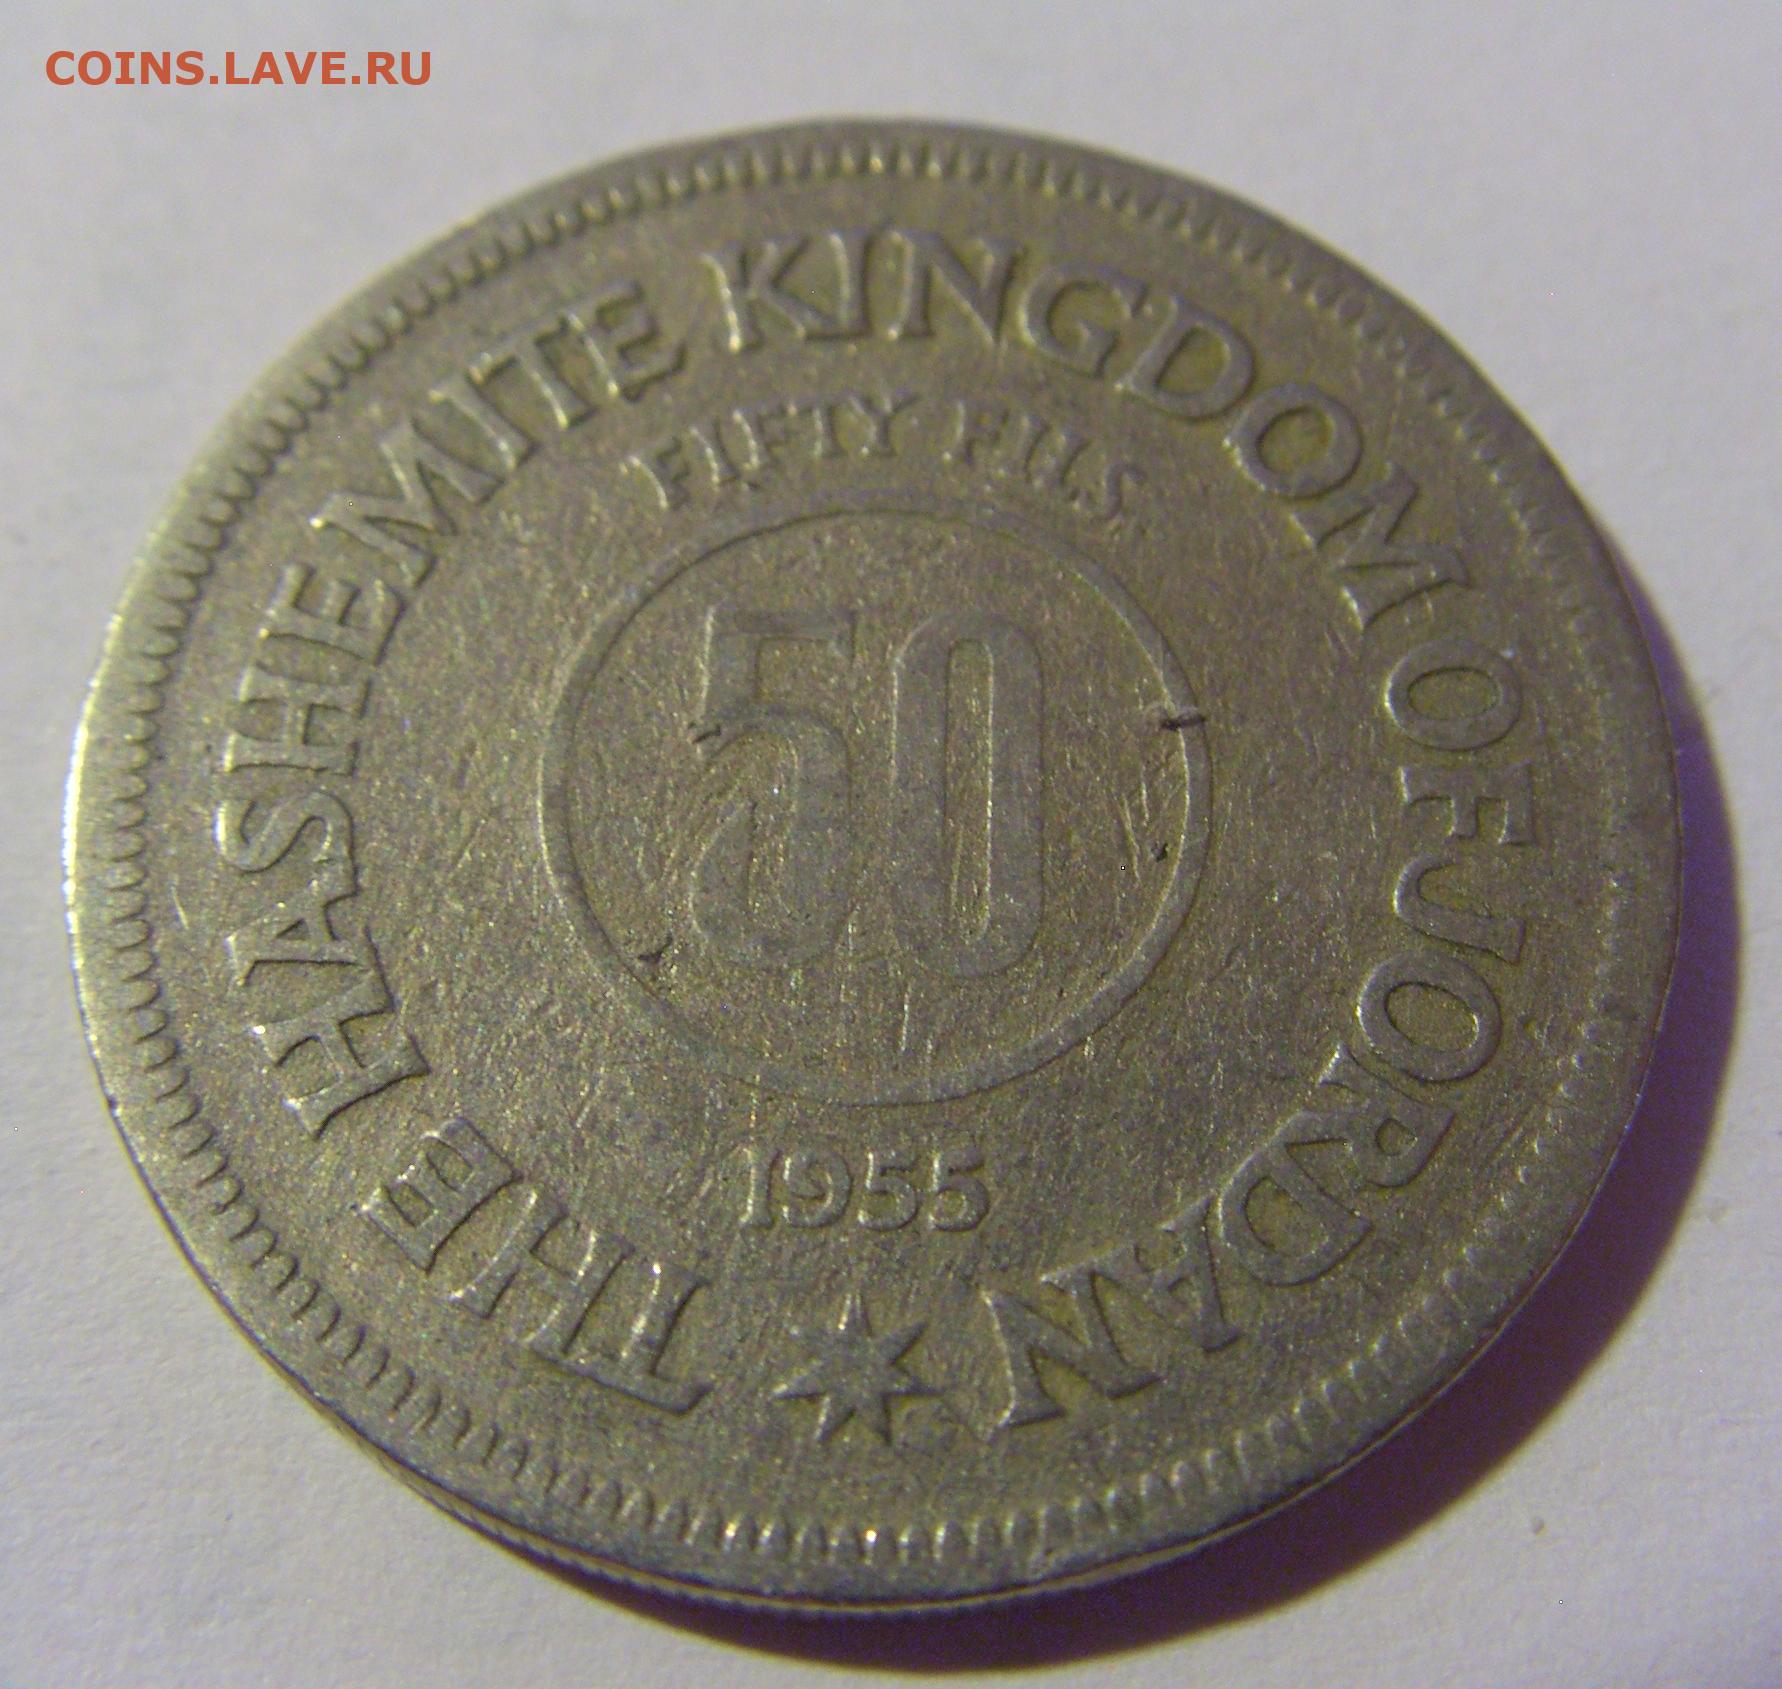 COINS.LAVE.RU
THE HASHEMITE KINGDOM OF JORDAN
FIFTY FILS
50
1955